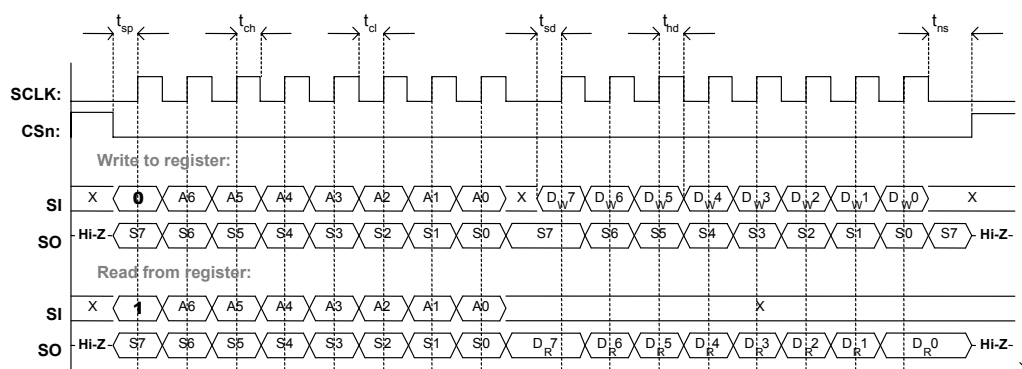 tsp tch tcl tsd thd tns
SCLK:
CSn:
Write to register:
SI X 0 A6 A5 A4 A3 A2 A1 A0 X DW7 DW6 DW5 DW4 DW3 DW2 DW1 DW0 X
SO Hi-Z S7 S6 S5 S4 S3 S2 S1 S0 S7 S6 S5 S4 S3 S2 S1 S0 S7 Hi-Z
Read from register:
SI X 1 A6 A5 A4 A3 A2 A1 A0 X
SO Hi-Z S7 S6 S5 S4 S3 S2 S1 S0 DR7 DR6 DR5 DR4 DR3 DR2 DR1 DR0 Hi-Z